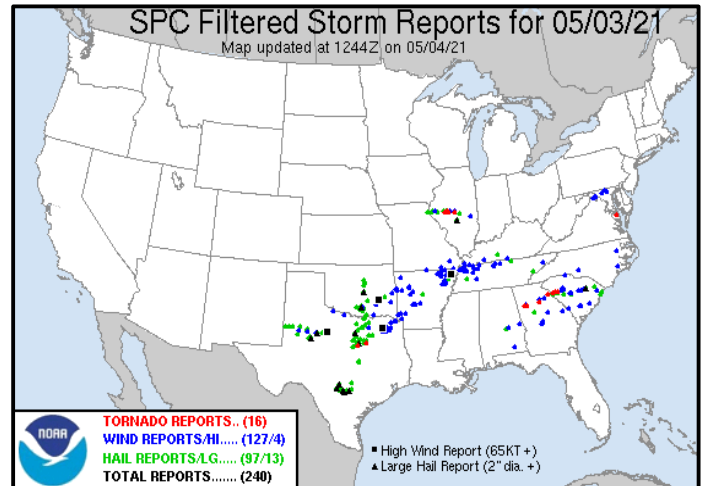 SPC Filtered Storm Reports for 05/03/21
Map updated at 1244Z on 05/04/21
NOAA
TORNADO REPORTS.. (16)
WIND REPORTS/HI..... (127/4)
HAIL REPORTS/LG..... (97/13)
TOTAL REPORTS....... (240)
High Wind Report (65KT +)
Large Hail Report (2" dia. +)